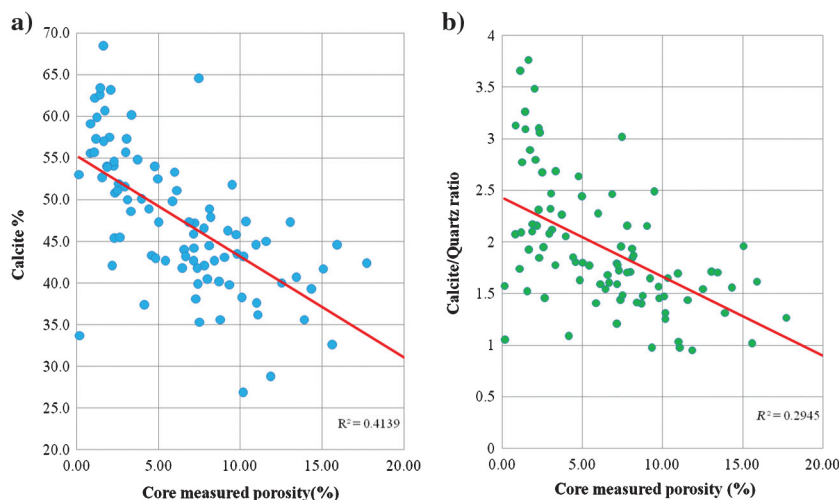 a)
Calcite %
70.0
65.0
60.0
55.0
50.0
45.0
40.0
35.0
30.0
25.0
20.0
R² = 0.4139
0.00 5.00 10.00 15.00 20.00
Core measured porosity(%)
b)
Calcite/Quartz ratio
4
3.5
3
2.5
2
1.5
1
0.5
0
R² = 0.2945
0.00 5.00 10.00 15.00 20.00
Core measured porosity (%)